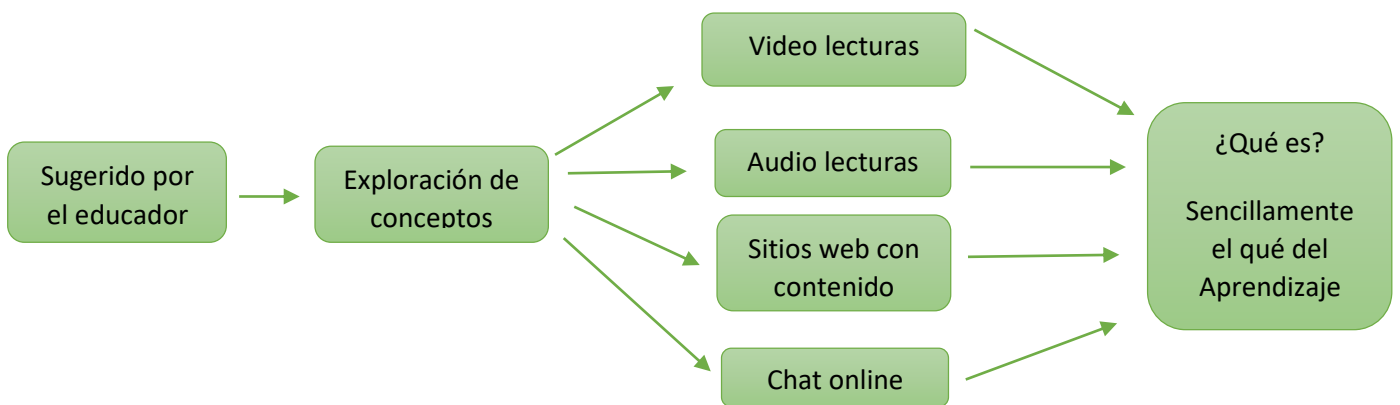 Sugerido por
el educador
Exploración de
conceptos
Video lecturas
Audio lecturas
Sitios web con
contenido
Chat online
¿Qué es?
Sencillamente
el qué del
Aprendizaje